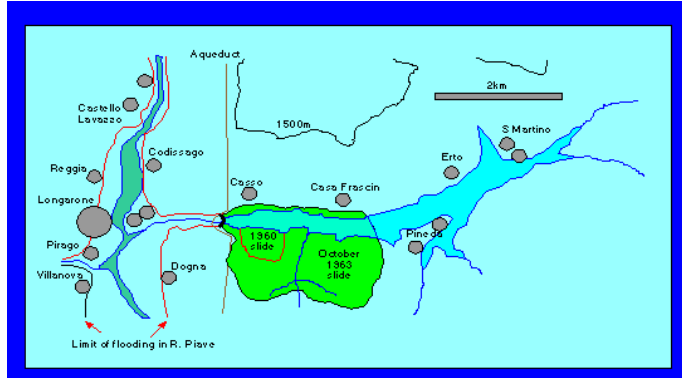 Aqueduct
2km
Castello
Lavazzo
1500m
S Martino
Codissago
Erto
Reggia
Casso
Casa Frascin
Longarone
Pineda
1960
slide
Pirago
October
1963
slide
Dogna
Villanova
Limit of flooding in R. Piave